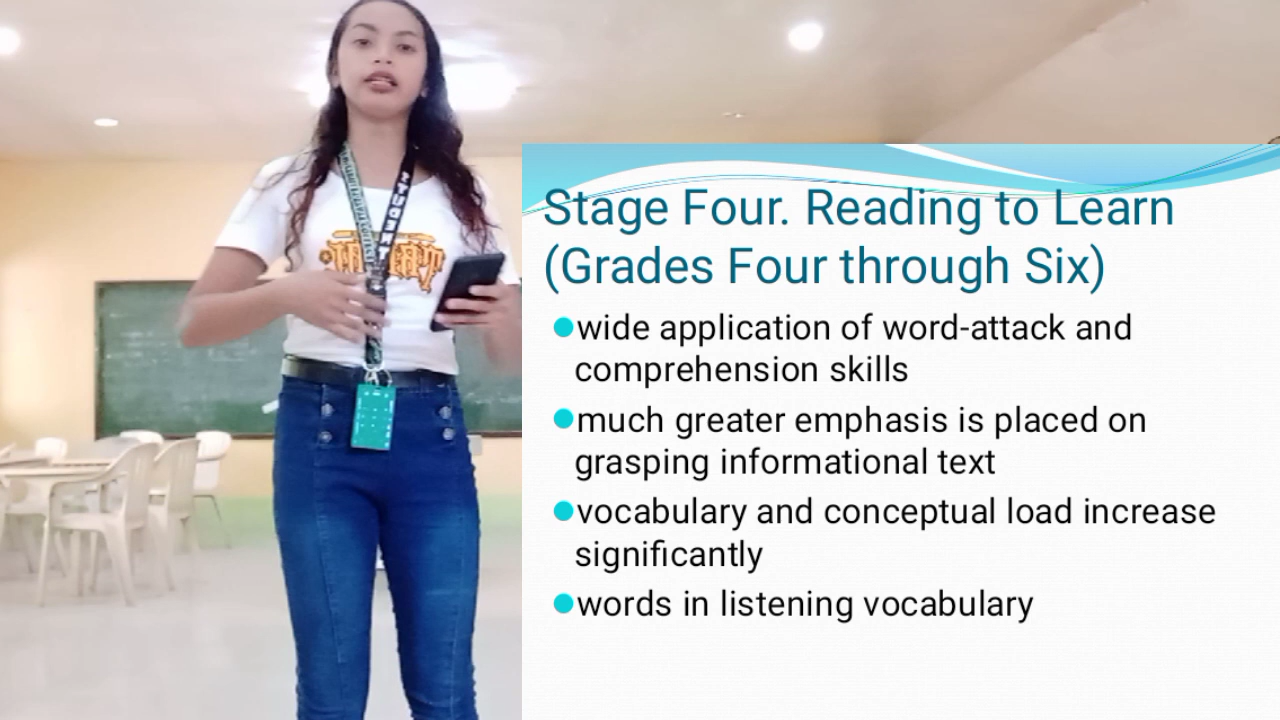 Stage Four. Reading to Learn
(Grades Four through Six)
wide application of word-attack and
comprehension skills
much greater emphasis is placed on
grasping informational text
vocabulary and conceptual load increase
significantly
words in listening vocabulary
STUDENT